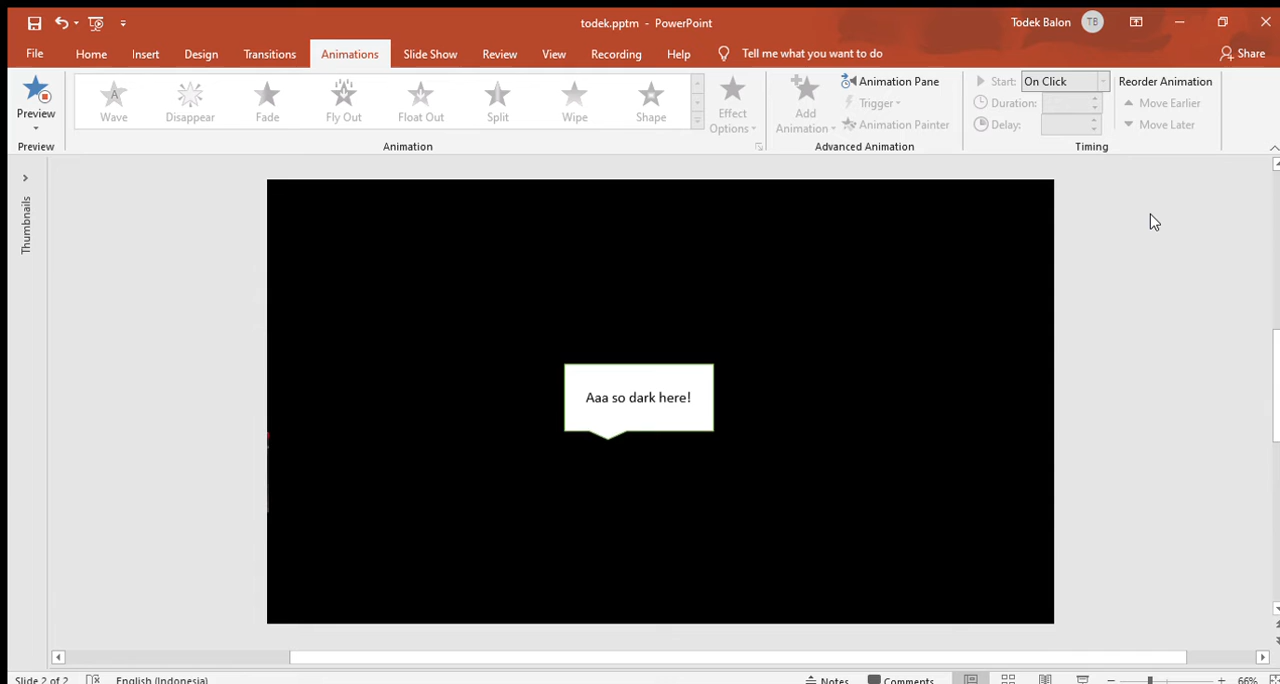 todek.pptm - PowerPoint
Todek Balon TB
File Home Insert Design Transitions Animations Slide Show Review View Recording Help Tell me what you want to do Share
Preview
Wave Disappear Fade Fly Out Float Out Split Wipe Shape
Effect Options
Add Animation
Animation Pane
Trigger
Animation Painter
Start: On Click
Duration:
Delay:
Reorder Animation
Move Earlier
Move Later
Preview Animation Advanced Animation Timing
Thumbnails
A
Aaa so dark here!
Slide 2 of 2 English (Indonesia) Notes Comments 66%